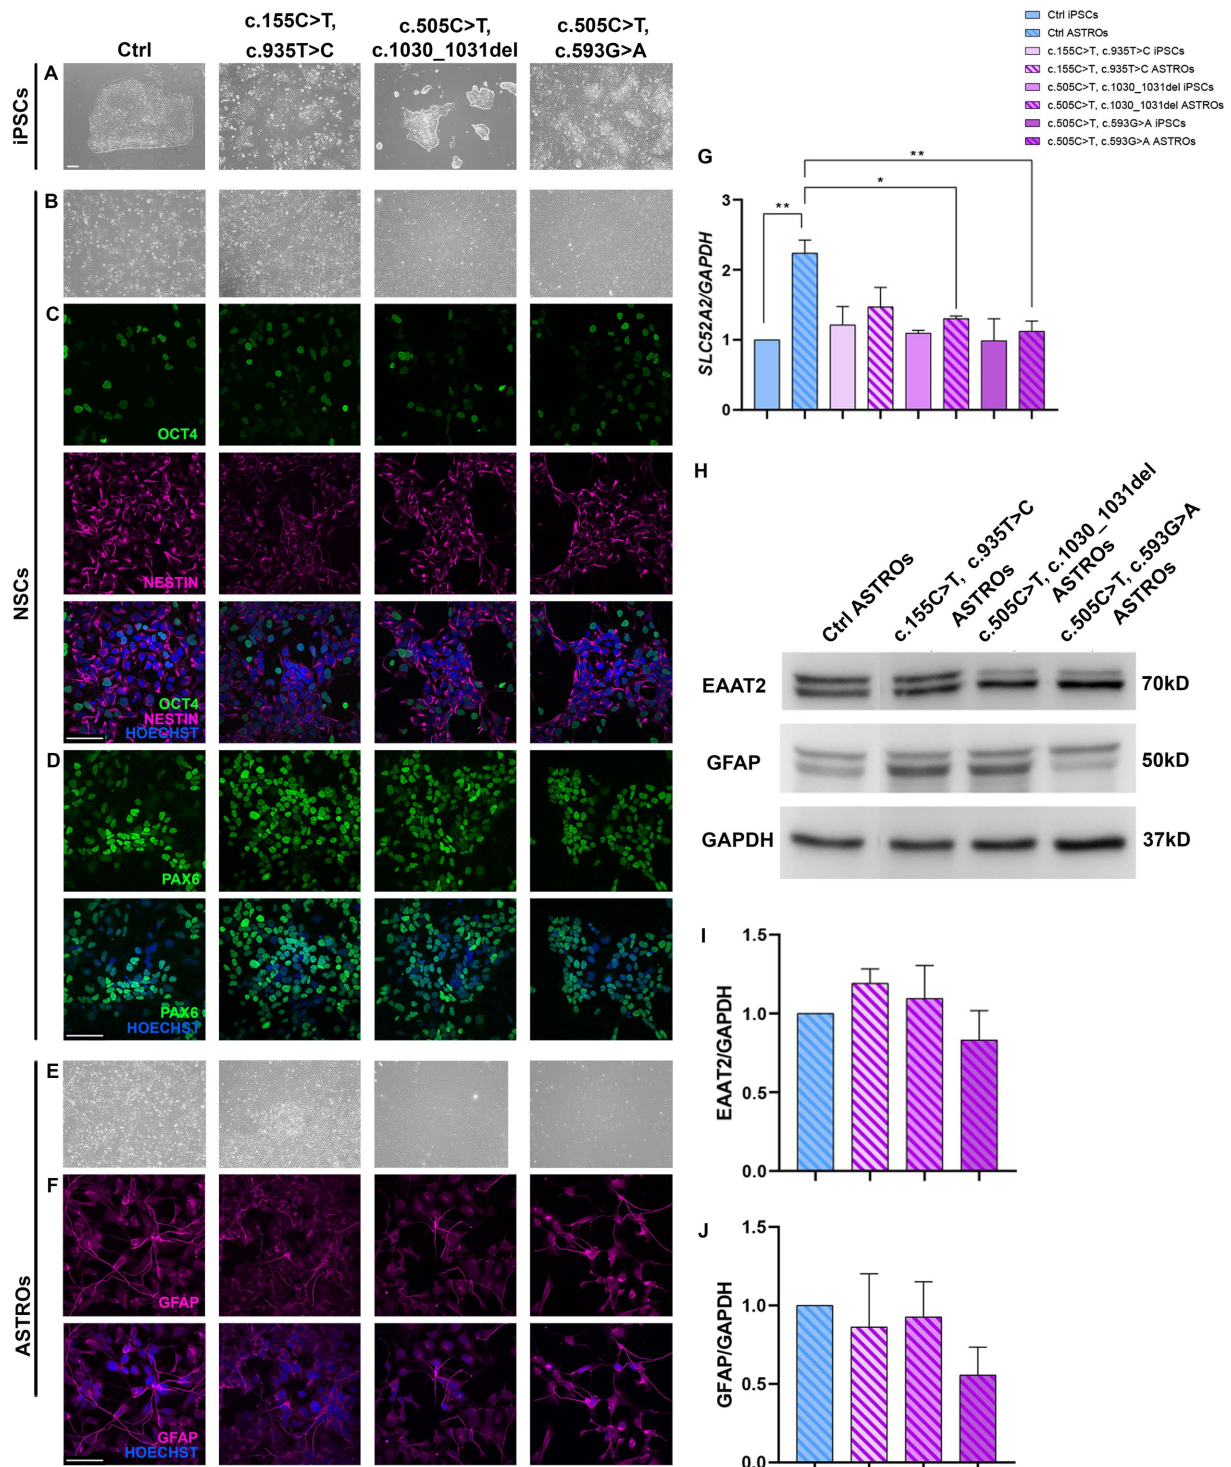 Ctrl
c.155C>T,
c.935T>C
c.505C>T,
c.1030_1031del
c.505C>T,
c.593G>A
iPSCs
A
NSCs
B
C
OCT4
NESTIN
OCT4
NESTIN
HOECHST
D
PAX6
PAX6
HOECHST
ASTROs
E
F
GFAP
GFAP
HOECHST
Ctrl iPSCs
Ctrl ASTROs
c.155C>T, c.935T>C iPSCs
c.155C>T, c.935T>C ASTROs
c.505C>T, c.1030_1031del iPSCs
c.505C>T, c.1030_1031del ASTROs
c.505C>T, c.593G>A iPSCs
c.505C>T, c.593G>A ASTROs
G
**
*
**
SLC52A2/GAPDH
3
2
1
0
H
Ctrl ASTROs
c.155C>T, c.935T>C
ASTROs
c.505C>T, c.1030_1031del
ASTROs
c.505C>T, c.593G>A
ASTROs
EAAT2
70kD
GFAP
50kD
GAPDH
37kD
I
EAAT2/GAPDH
1.5
1.0
0.5
0.0
J
GFAP/GAPDH
1.5
1.0
0.5
0.0